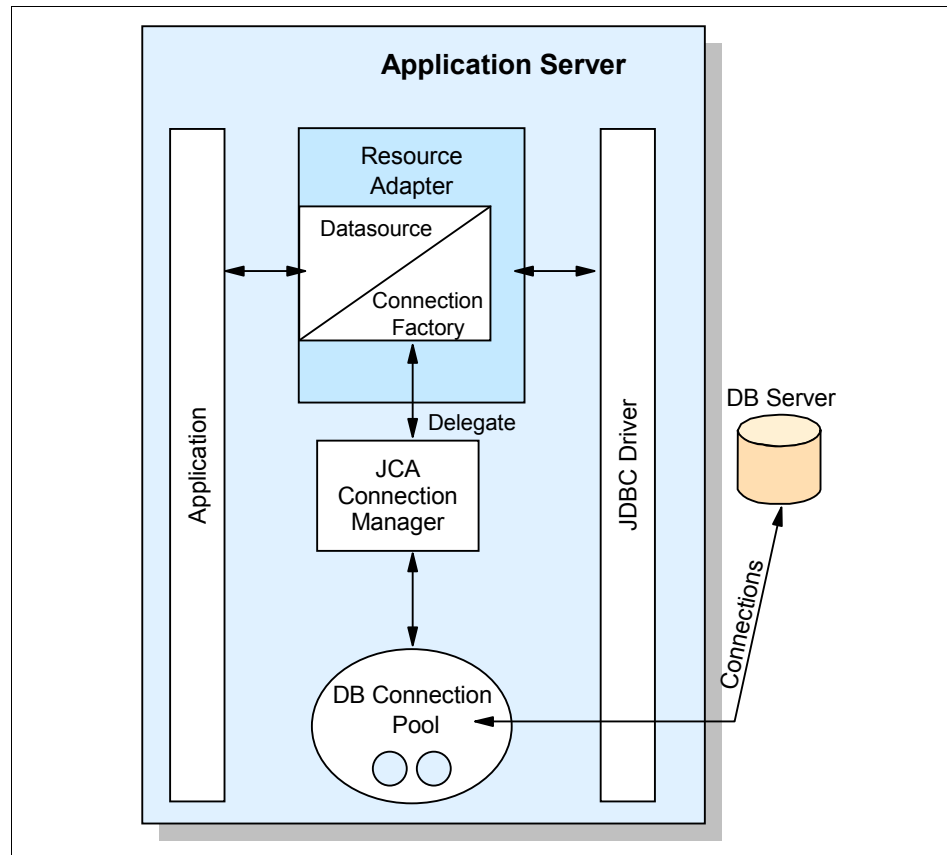 Application Server
Resource
Adapter
Datasource
Connection
Factory
Delegate
Application
JCA
Connection
Manager
JDBC Driver
DB Server
Connections
DB Connection
Pool